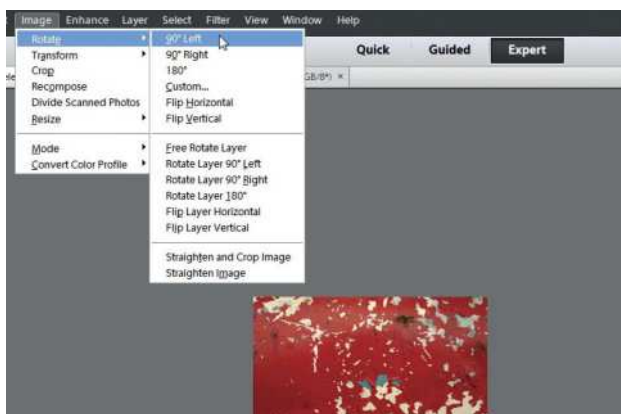 Image Enhance Layer Select Filter View Window Help
Quick Guided Expert
GB/8*) ×
Rotate
Transform
Crop
Recompose
Divide Scanned Photos
Resize
Mode
Convert Color Profile
90° Left
90° Right
180°
Custom...
Flip Horizontal
Flip Vertical
Free Rotate Layer
Rotate Layer 90° Left
Rotate Layer 90° Right
Rotate Layer 180°
Flip Layer Horizontal
Flip Layer Vertical
Straighten and Crop Image
Straighten Image